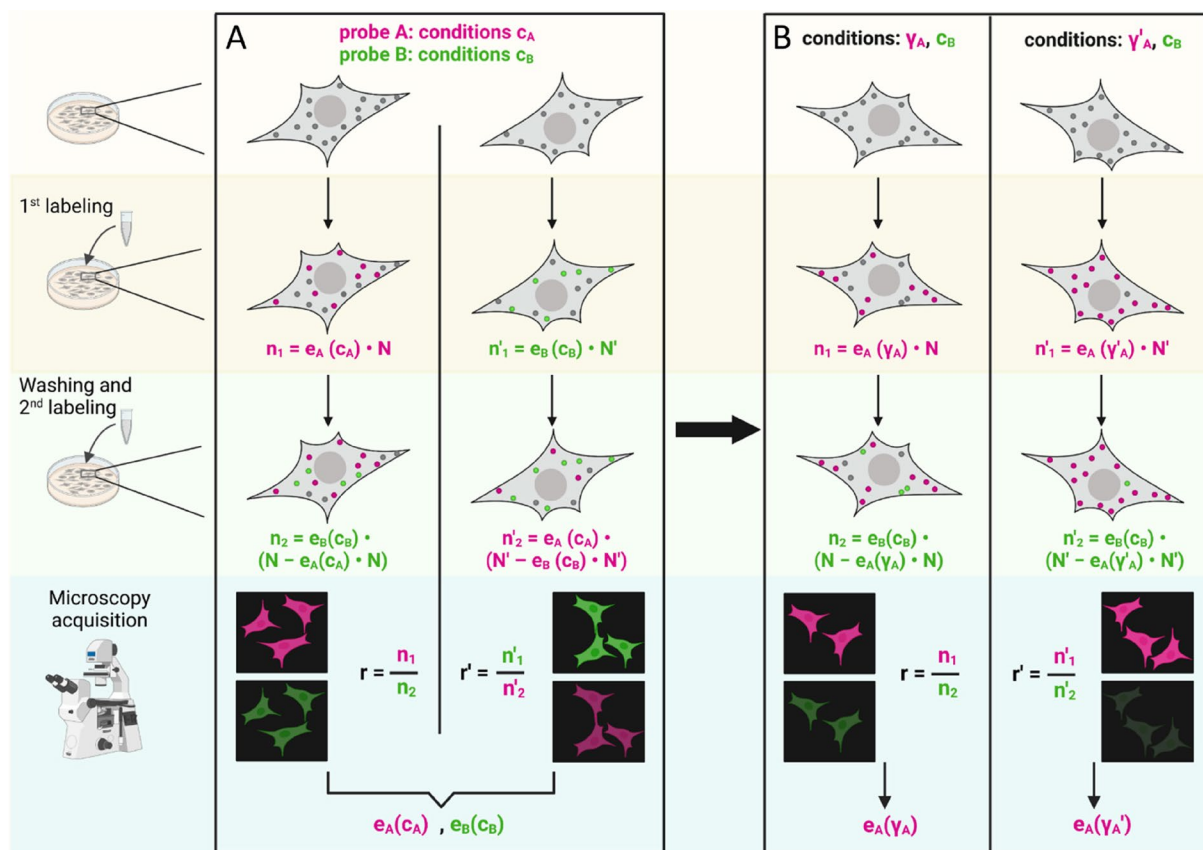 A
probe A: conditions cA
probe B: conditions cB
B
conditions: γA, cB
conditions: γ'A, cB
1st labeling
n1 = eA (cA) • N
n'1 = eB (cB) • N'
n1 = eA (γA) • N
n'1 = eA (γ'A) • N'
Washing and
2nd labeling
n2 = eB(cB) •
(N – eA(cA) • N)
n'2 = eA (cA) •
(N' – eB (cB) • N')
n2 = eB(cB) •
(N – eA(γA) • N)
n'2 = eB(cB) •
(N' – eA(γ'A) • N')
Microscopy
acquisition
r = n1
n2
r' = n'1
n'2
r = n1
n2
r' = n'1
n'2
eA(cA) , eB(cB)
eA(γA)
eA(γA')